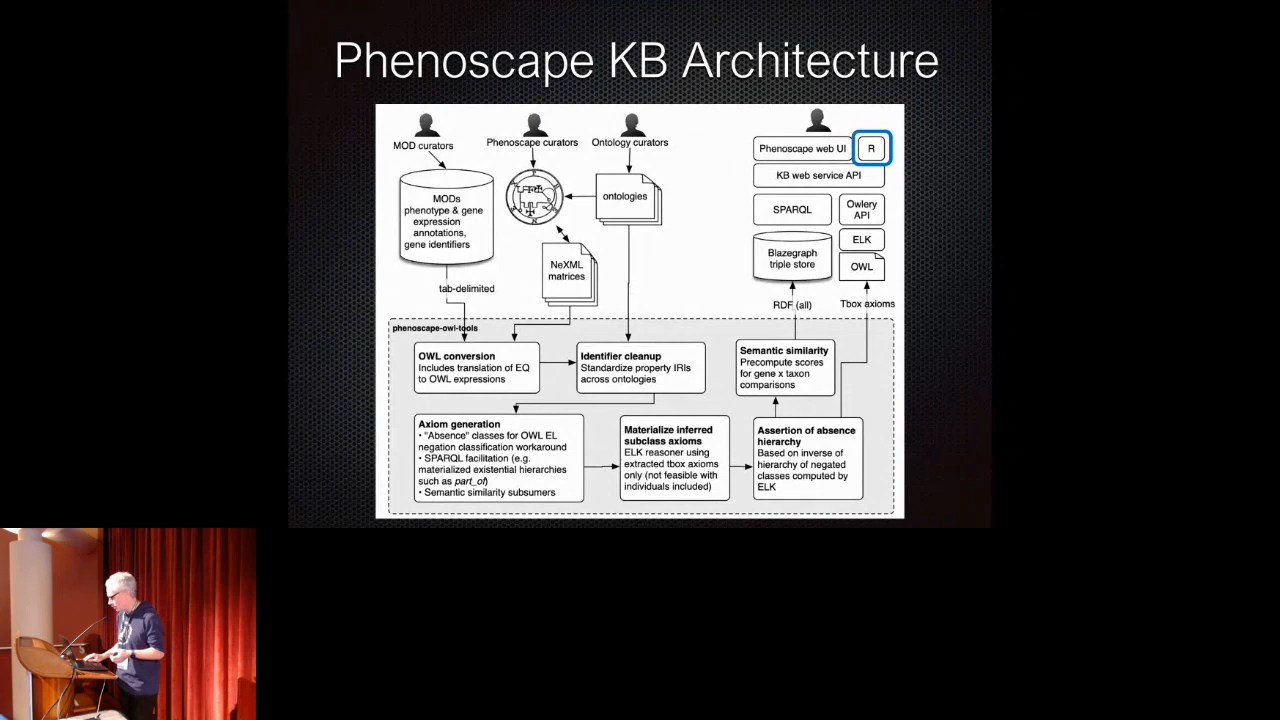 Phenoscape KB Architecture
MOD curators
Phenoscape curators
Ontology curators
MODs
phenotype & gene
expression
annotations,
gene identifiers
ontologies
NeXML
matrices
tab-delimited
Phenoscape web UI
R
KB web service API
SPARQL
Owlery
API
ELK
Blazegraph
triple store
OWL
RDF (all)
Tbox axioms
phenoscape-owl-tools
OWL conversion
Includes translation of EQ
to OWL expressions
Identifier cleanup
Standardize property IRIs
across ontologies
Semantic similarity
Precompute scores
for gene x taxon
comparisons
Axiom generation
• "Absence" classes for OWL EL
negation classification workaround
• SPARQL facilitation (e.g.
materialized existential hierarchies
such as part_of)
• Semantic similarity subsumers
Materialize inferred
subclass axioms
ELK reasoner using
extracted tbox axioms
only (not feasible with
individuals included)
Assertion of absence
hierarchy
Based on inverse of
hierarchy of negated
classes computed by
ELK